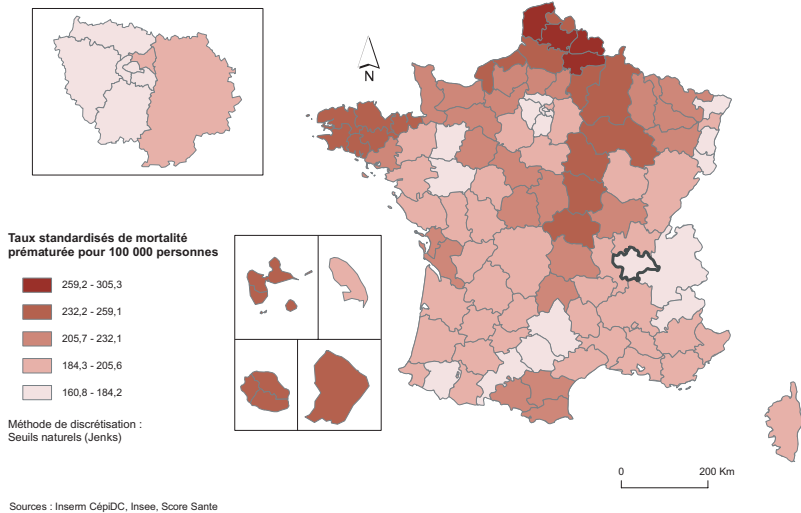 N
Taux standardisés de mortalité
prématurée pour 100 000 personnes
259,2 - 305,3
232,2 - 259,1
205,7 - 232,1
184,3 - 205,6
160,8 - 184,2
Méthode de discrétisation :
Seuils naturels (Jenks)
0 200 Km
Sources : Inserm CépiDC, Insee, Score Sante